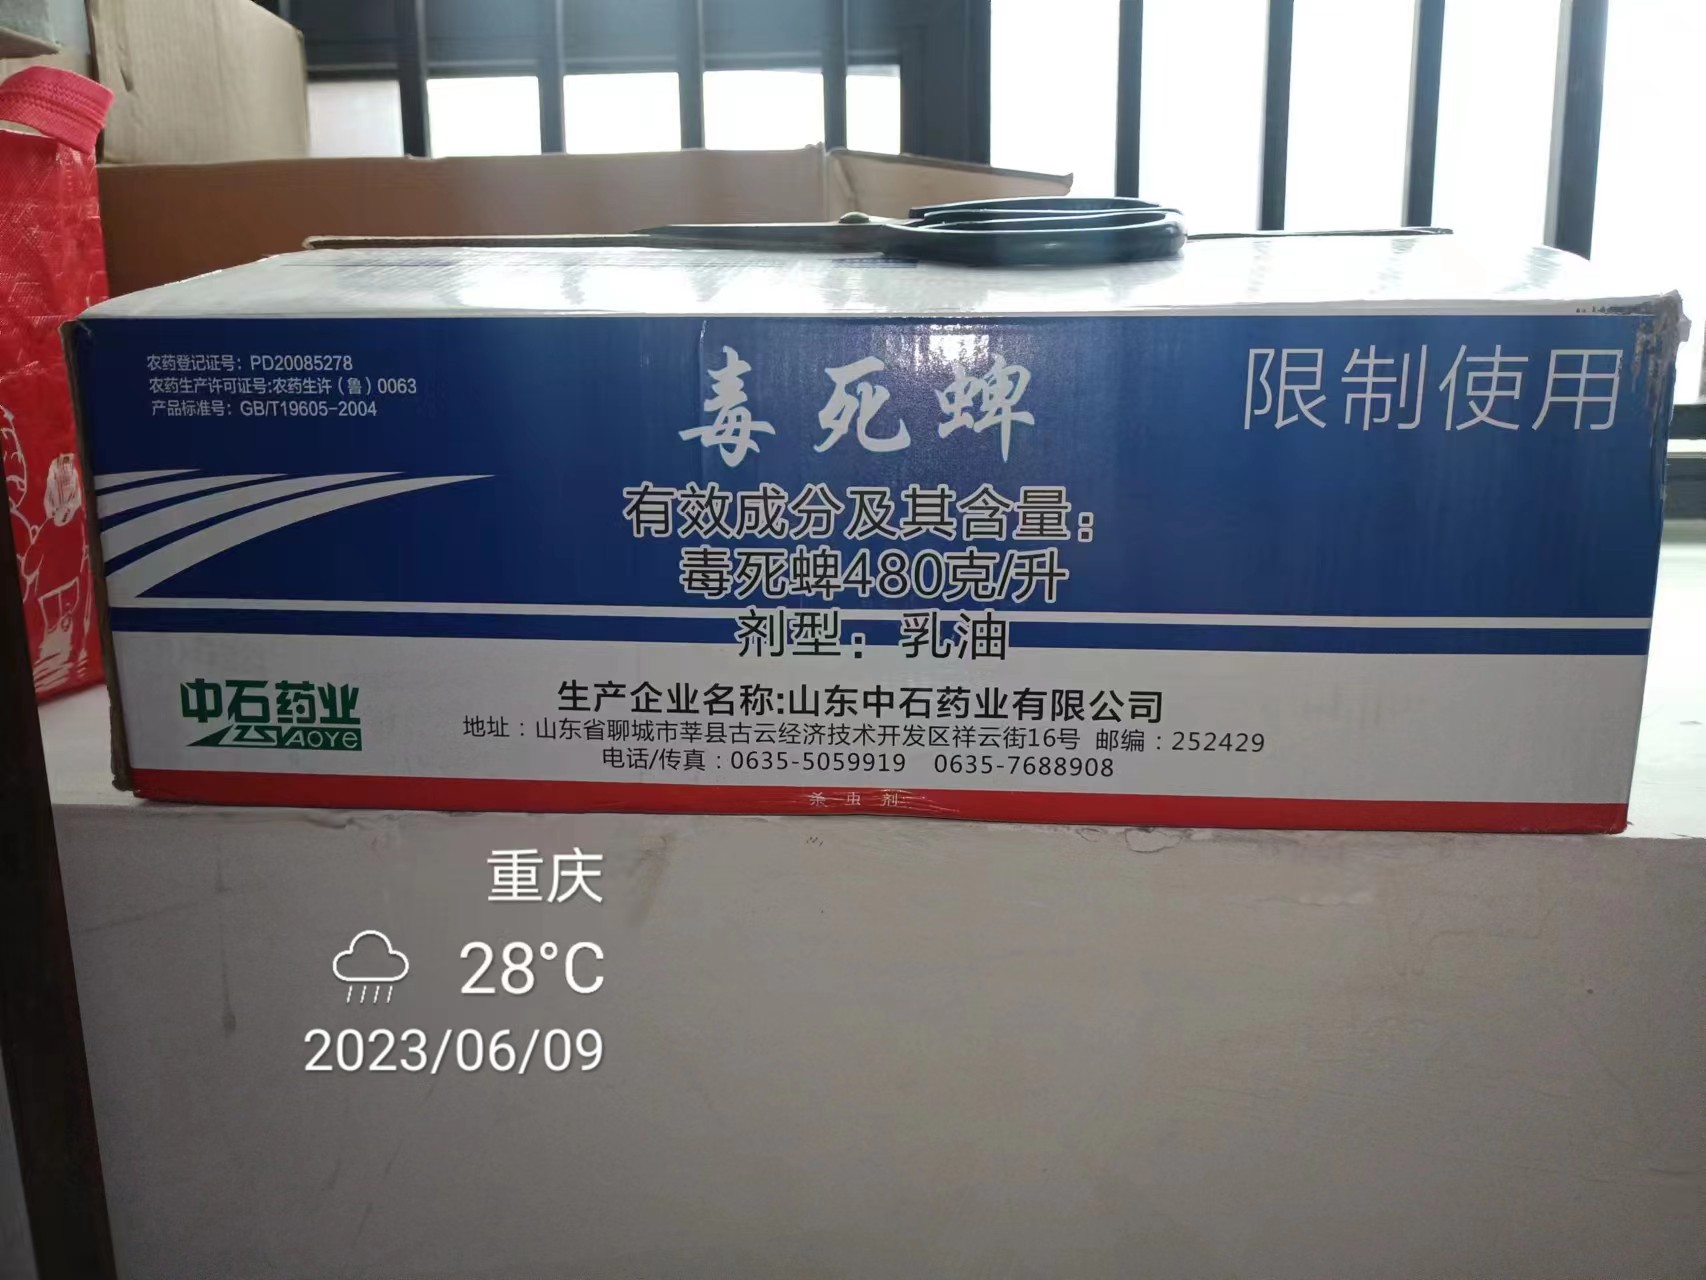 农药登记证号：PD20085278
农药生产许可证号:农药生许（鲁）0063
产品标准号：GB/T19605-2004
毒死蜱
限制使用
有效成分及其含量：
毒死蜱480克/升
剂型：乳油
中石药业
YAOYE
生产企业名称:山东中石药业有限公司
地址：山东省聊城市莘县古云经济技术开发区祥云街16号 邮编：252429
电话/传真：0635-5059919 0635-7688908
杀虫剂
重庆
28°C
2023/06/09